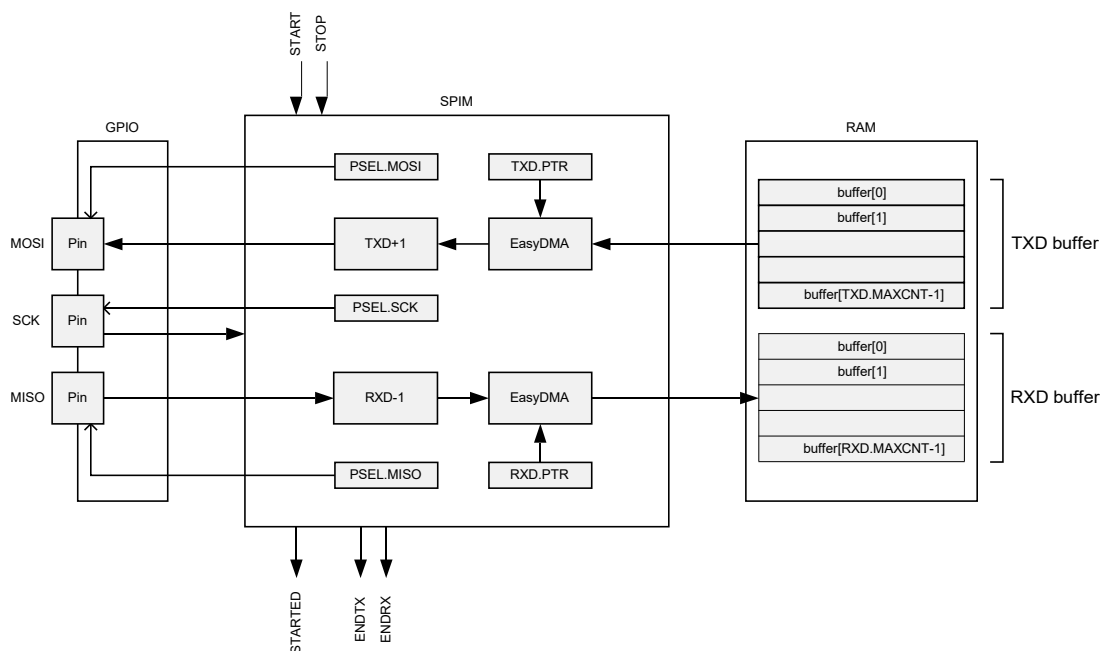 START
STOP
SPIM
GPIO
RAM
PSEL.MOSI
TXD.PTR
buffer[0]
buffer[1]
MOSI
Pin
TXD+1
EasyDMA
TXD buffer
buffer[TXD.MAXCNT-1]
PSEL.SCK
SCK
Pin
buffer[0]
buffer[1]
MISO
Pin
RXD-1
EasyDMA
RXD buffer
buffer[RXD.MAXCNT-1]
PSEL.MISO
RXD.PTR
STARTED
ENDTX
ENDRX